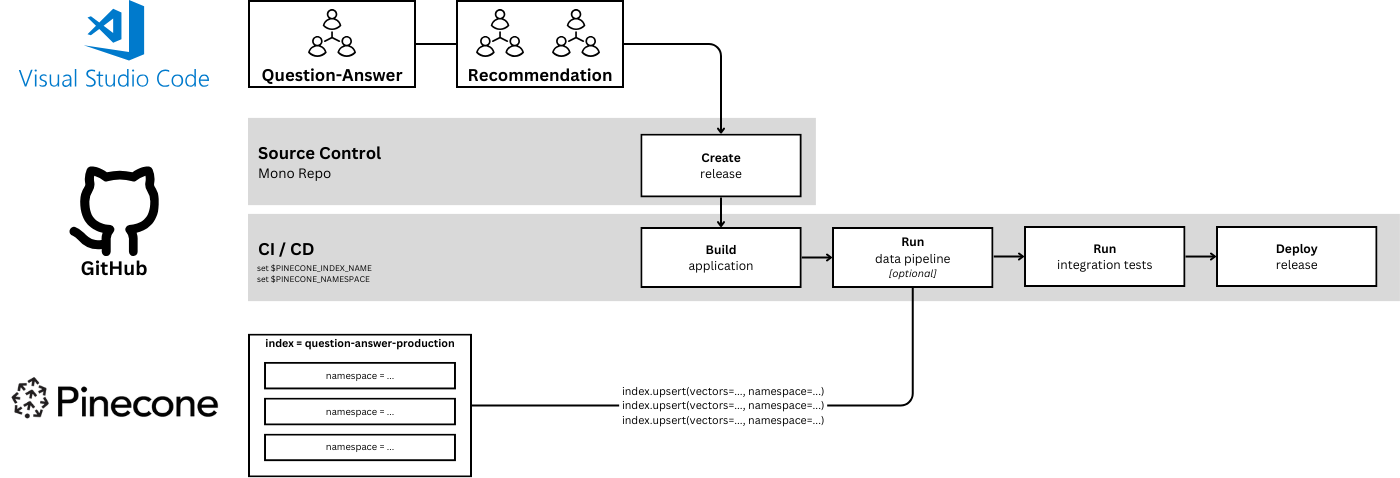 Visual Studio Code
Question-Answer
Recommendation
Source Control
Mono Repo
Create
release
GitHub
CI / CD
set $PINECONE_INDEX_NAME
set $PINECONE_NAMESPACE
Build
application
Run
data pipeline
[optional]
Run
integration tests
Deploy
release
Pinecone
index = question-answer-production
namespace = ...
namespace = ...
namespace = ...
index.upsert(vectors=..., namespace=...)
index.upsert(vectors=..., namespace=...)
index.upsert(vectors=..., namespace=...)